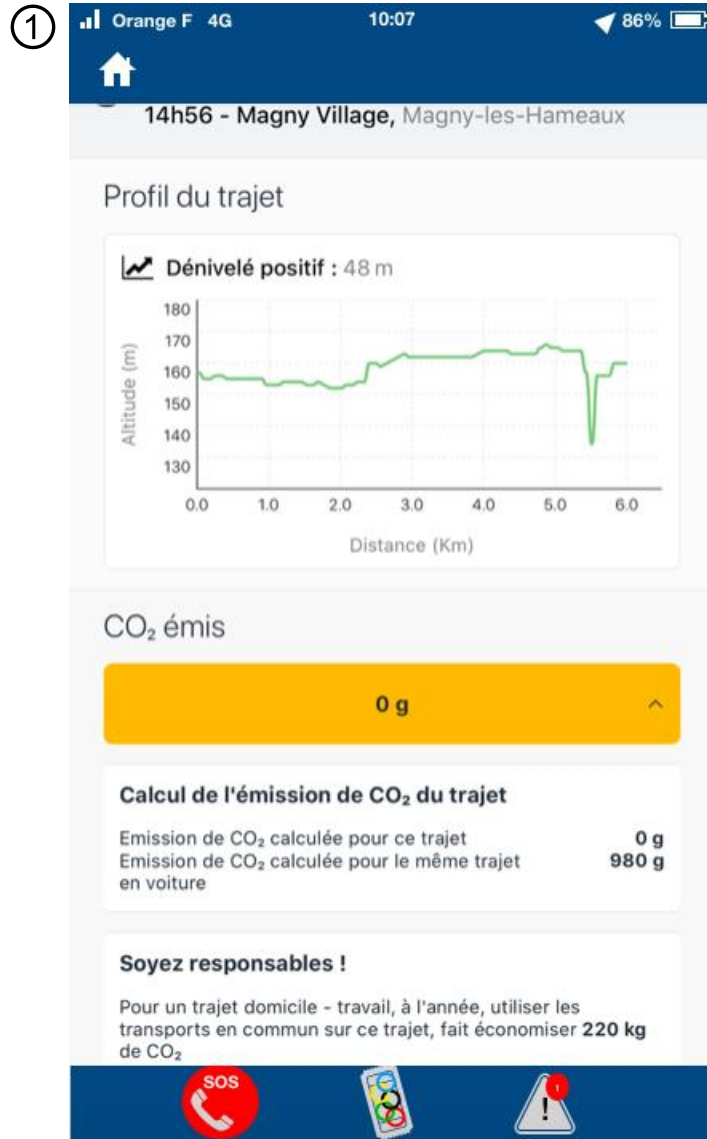 ①
Orange F 4G 10:07 86%
14h56 - Magny Village, Magny-les-Hameaux
Profil du trajet
Dénivelé positif : 48 m
Altitude (m)
180
170
160
150
140
130
0.0 1.0 2.0 3.0 4.0 5.0 6.0
Distance (Km)
CO₂ émis
0 g
Calcul de l'émission de CO₂ du trajet
Emission de CO₂ calculée pour ce trajet 0 g
Emission de CO₂ calculée pour le même trajet 980 g
en voiture
Soyez responsables !
Pour un trajet domicile - travail, à l'année, utiliser les
transports en commun sur ce trajet, fait économiser 220 kg
de CO₂
SOS
!
1